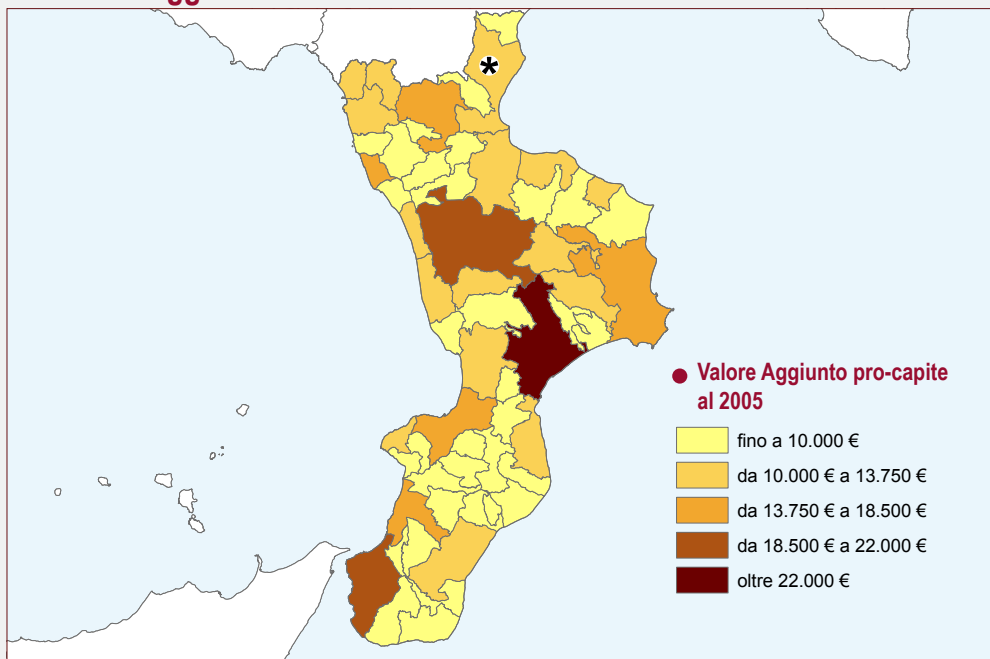 *
Valore Aggiunto pro-capite
al 2005
fino a 10.000 €
da 10.000 € a 13.750 €
da 13.750 € a 18.500 €
da 18.500 € a 22.000 €
oltre 22.000 €